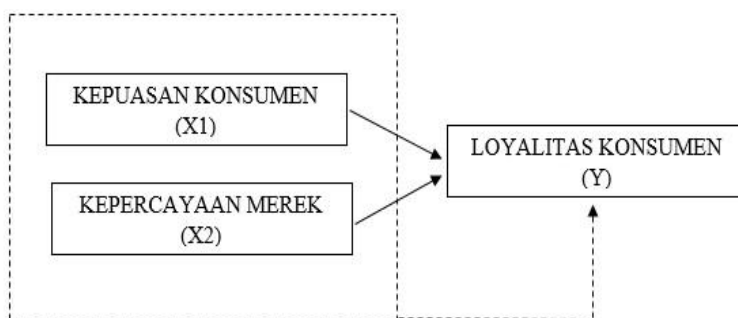 KEPUASAN KONSUMEN
(X1)
LOYALITAS KONSUMEN
(Y)
KEPERCAYAAN MEREK
(X2)